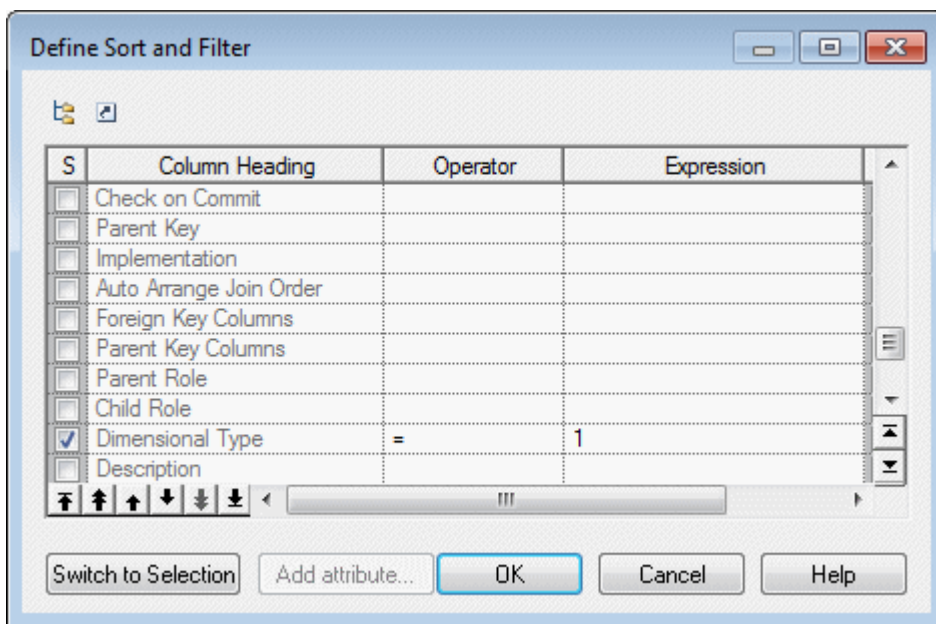 Define Sort and Filter
S Column Heading Operator Expression
Check on Commit
Parent Key
Implementation
Auto Arrange Join Order
Foreign Key Columns
Parent Key Columns
Parent Role
Child Role
Dimensional Type = 1
Description
Switch to Selection Add attribute... OK Cancel Help